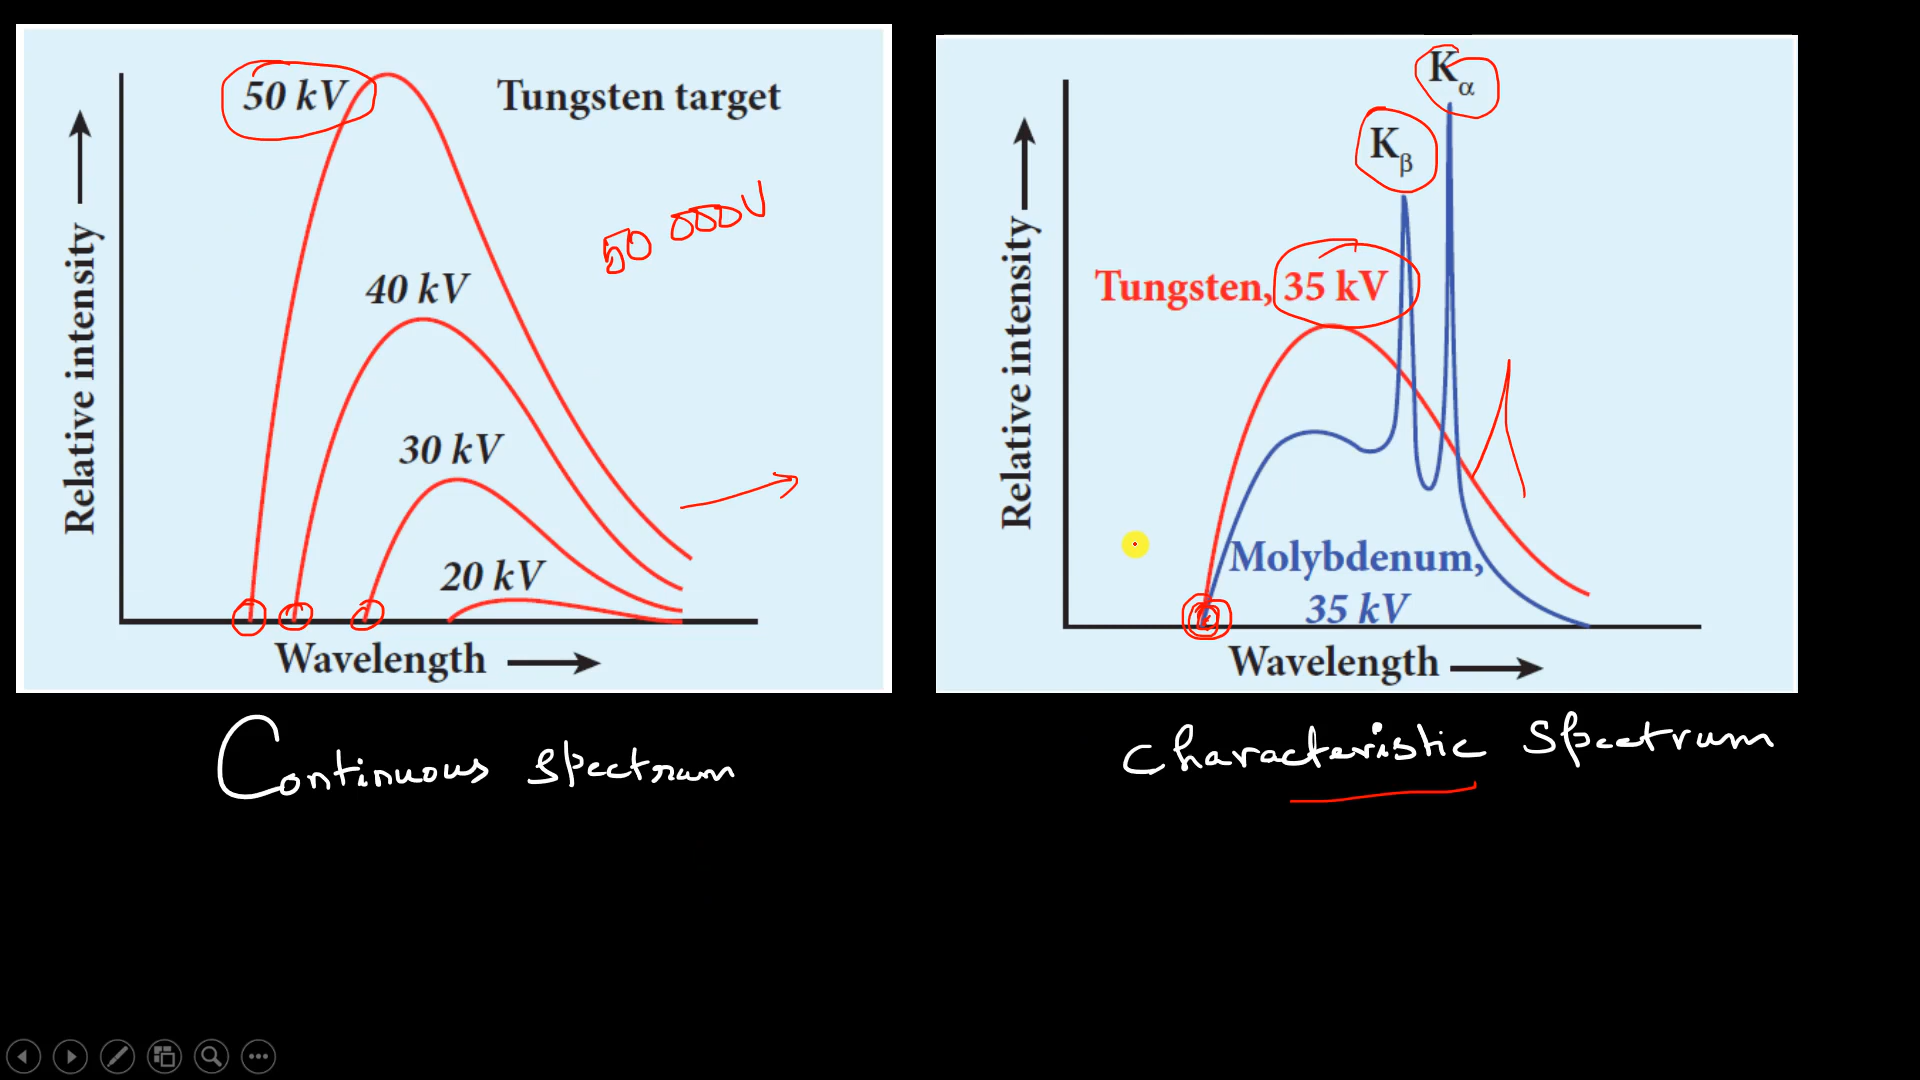 50 kV
Tungsten target
50 000V
40 kV
30 kV
20 kV
Relative intensity
Wavelength
Continuous spectrum
Kα
Kβ
Tungsten, 35 kV
Molybdenum,
35 kV
Relative intensity
Wavelength
Characteristic Spectrum